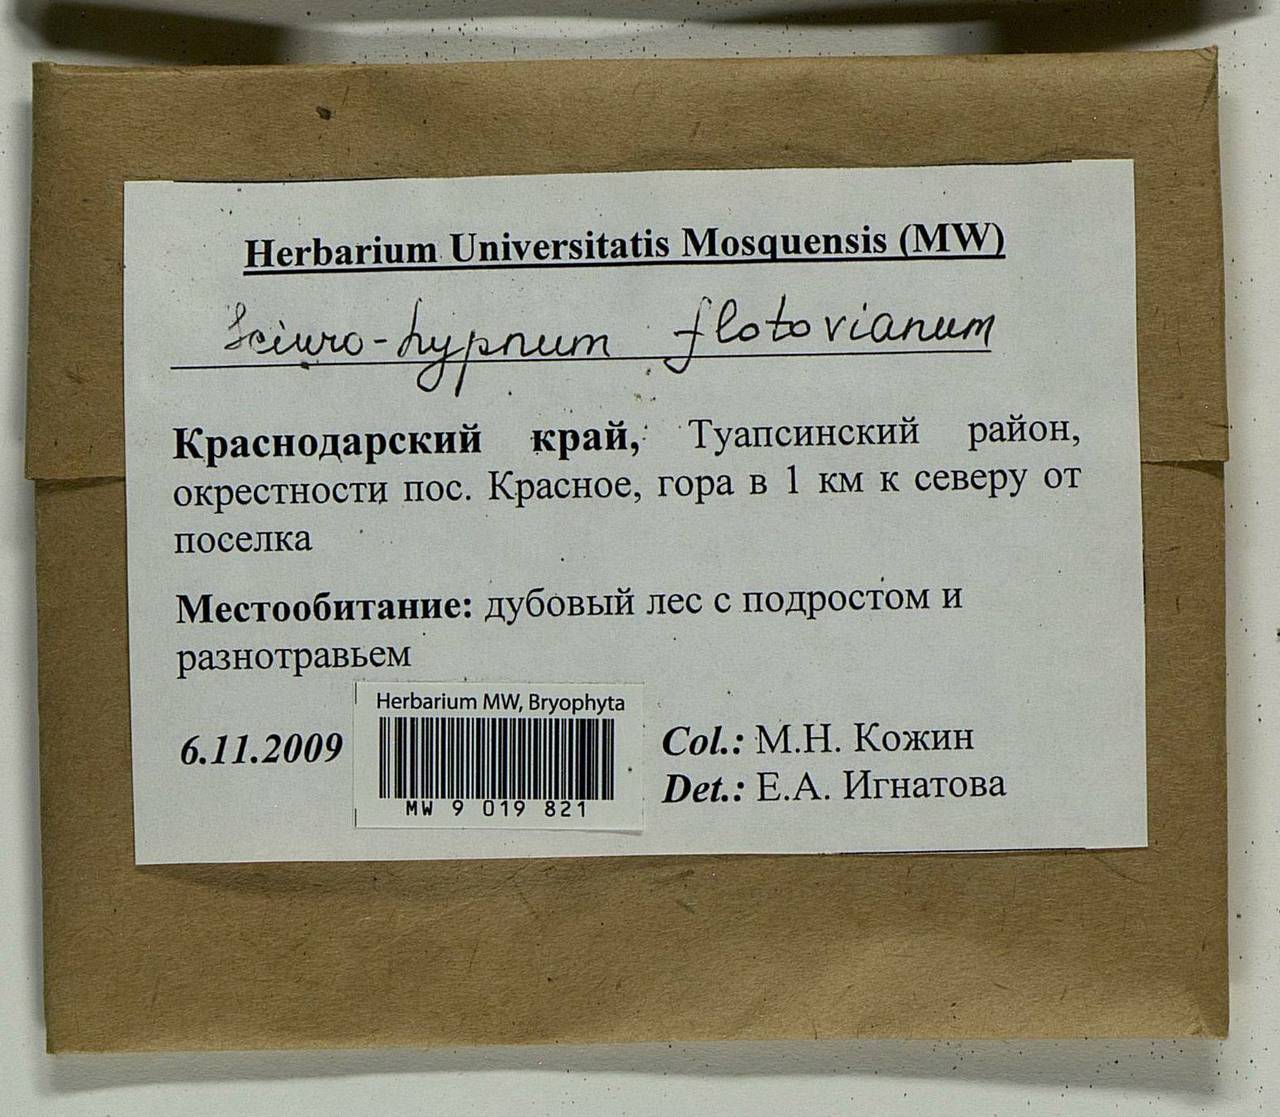 Herbarium Universitatis Mosquensis (MW)
Sciuro-hypnum flotovianum
Краснодарский край, Туапсинский район,
окрестности пос. Красное, гора в 1 км к северу от
поселка
Местообитание: дубовый лес с подростом и
разнотравьем
6.11.2009
Herbarium MW, Bryophyta
MW 9 019 821
Col.: М.Н. Кожин
Det.: Е.А. Игнатова